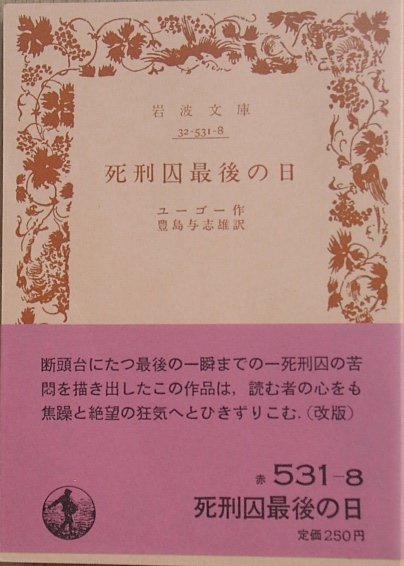 岩波文庫
32-531-8
死刑囚最後の日
ユーゴー作
豊島与志雄訳
断頭台にたつ最後の一瞬までの一死刑囚の苦
悶を描き出したこの作品は，読む者の心をも
焦躁と絶望の狂気へとひきずりこむ．（改版）
赤 531-8
死刑囚最後の日
定価250円